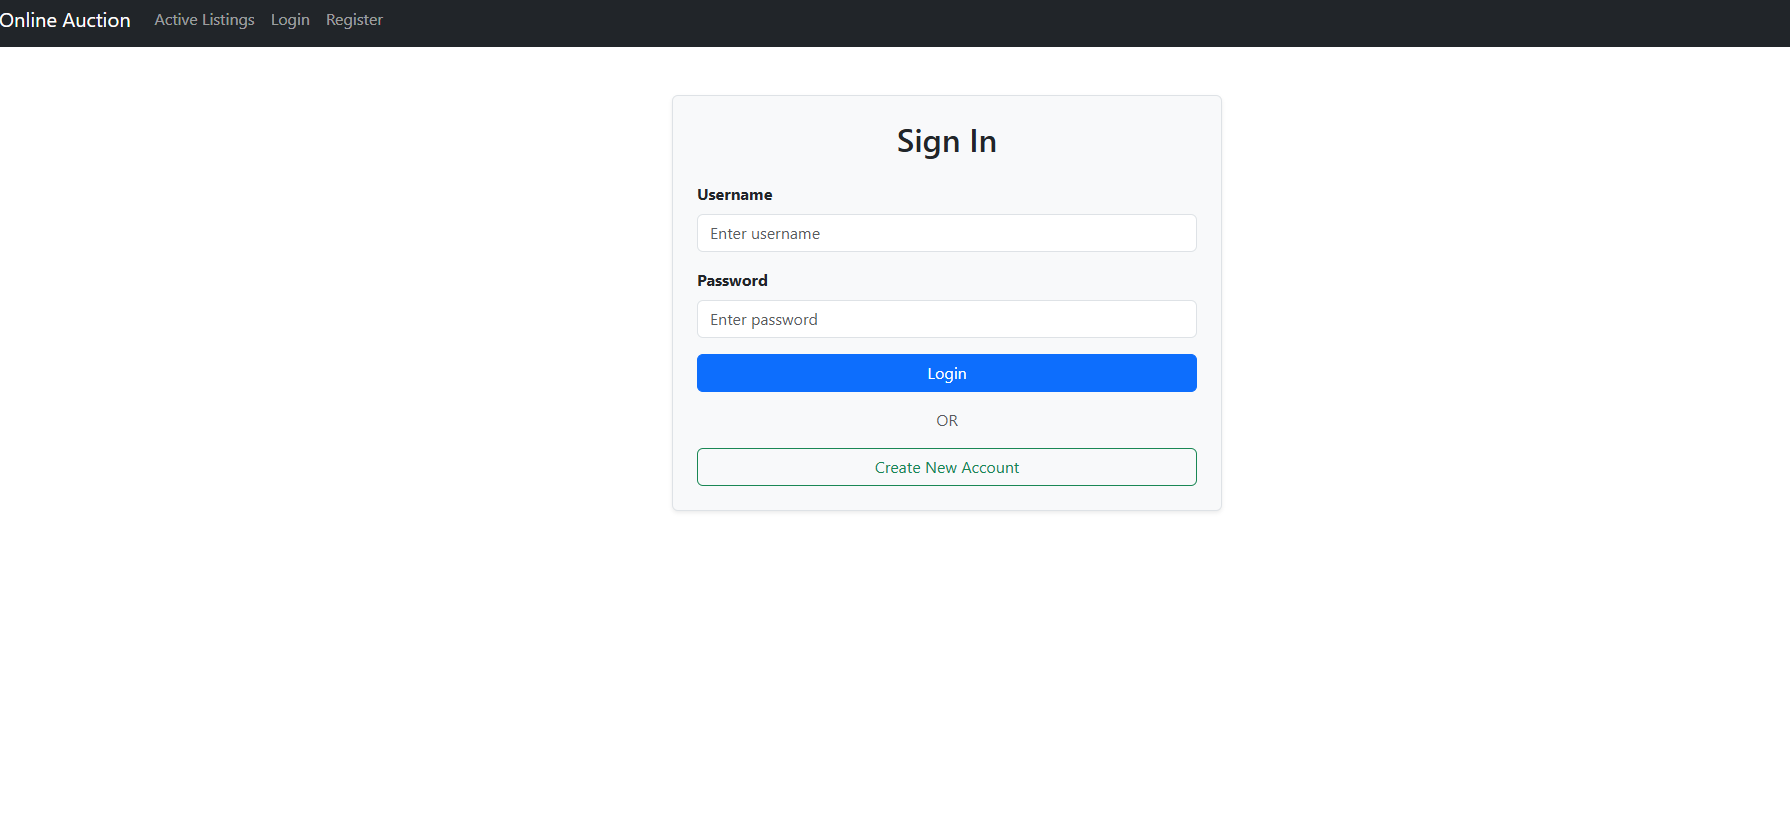 Online Auction Active Listings Login Register
Sign In
Username
Enter username
Password
Enter password
Login
OR
Create New Account